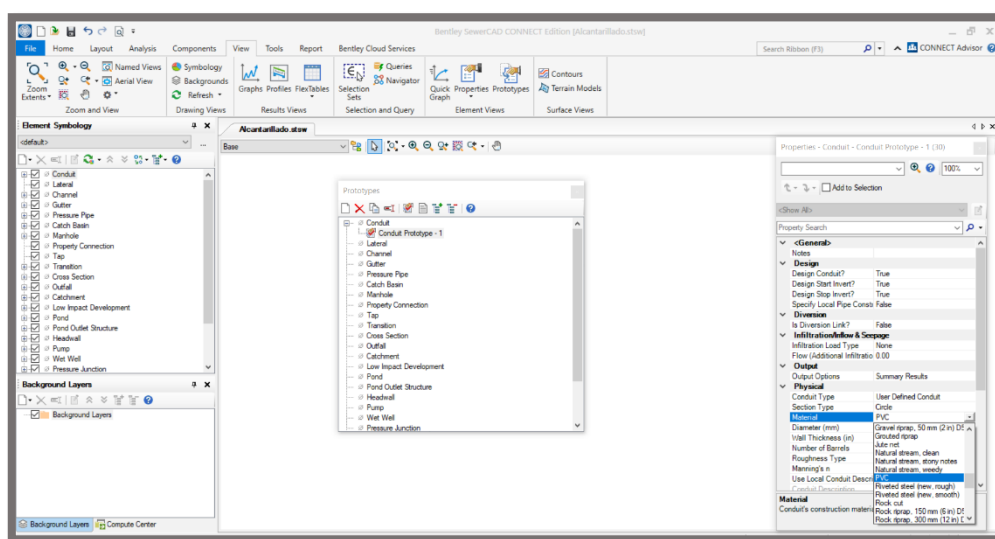 Bentley SewerCAD CONNECT Edition [Alcantarillado.stsw]
File Home Layout Analysis Components View Tools Report Bentley Cloud Services
Search Ribbon (F3)
CONNECT Advisor
Zoom Extents
Named Views
Aerial View
Zoom and View
Symbology
Backgrounds
Refresh
Drawing Views
Graphs Profiles FlexTables
Results Views
Selection Sets
Queries
Navigator
Selection and Query
Quick Graph
Properties Prototypes
Element Views
Contours
Terrain Models
Surface Views
Element Symbology
<default>
...
Conduit
Lateral
Channel
Gutter
Pressure Pipe
Catch Basin
Manhole
Property Connection
Tap
Transition
Cross Section
Outfall
Catchment
Low Impact Development
Pond
Pond Outlet Structure
Headwall
Pump
Wet Well
Pressure Junction
Background Layers
Background Layers
Background Layers Compute Center
Alcantarillado.stsw
Base
Prototypes
Conduit
Conduit Prototype - 1
Lateral
Channel
Gutter
Pressure Pipe
Catch Basin
Manhole
Property Connection
Tap
Transition
Cross Section
Outfall
Catchment
Low Impact Development
Pond
Pond Outlet Structure
Headwall
Pump
Wet Well
Pressure Junction
Properties - Conduit - Conduit Prototype - 1 (30)
100%
Add to Selection
<Show All>
Property Search
<General>
Notes
Design
Design Conduit? True
Design Start Invert? True
Design Stop Invert? True
Specify Local Pipe Constr False
Diversion
Is Diversion Link? False
Infiltration/Inflow & Seepage
Infiltration Load Type None
Flow (Additional Infiltratio 0.00
Output
Output Options Summary Results
Physical
Conduit Type User Defined Conduit
Section Type Circle
Material PVC
Diameter (mm)
Wall Thickness (in)
Number of Barrels
Roughness Type
Manning's n
Use Local Conduit Descri
Conduit Description
Gravel riprap, 50 mm (2 in) D5
Grouted riprap
Jute net
Natural stream, clean
Natural stream, stony notes
Natural stream, weedy
PVC
Riveted steel (new, rough)
Riveted steel (new, smooth)
Rock cut
Rock riprap, 150 mm (6 in) D5
Rock riprap, 300 mm (12 in) D
Material
Conduit's construction materia